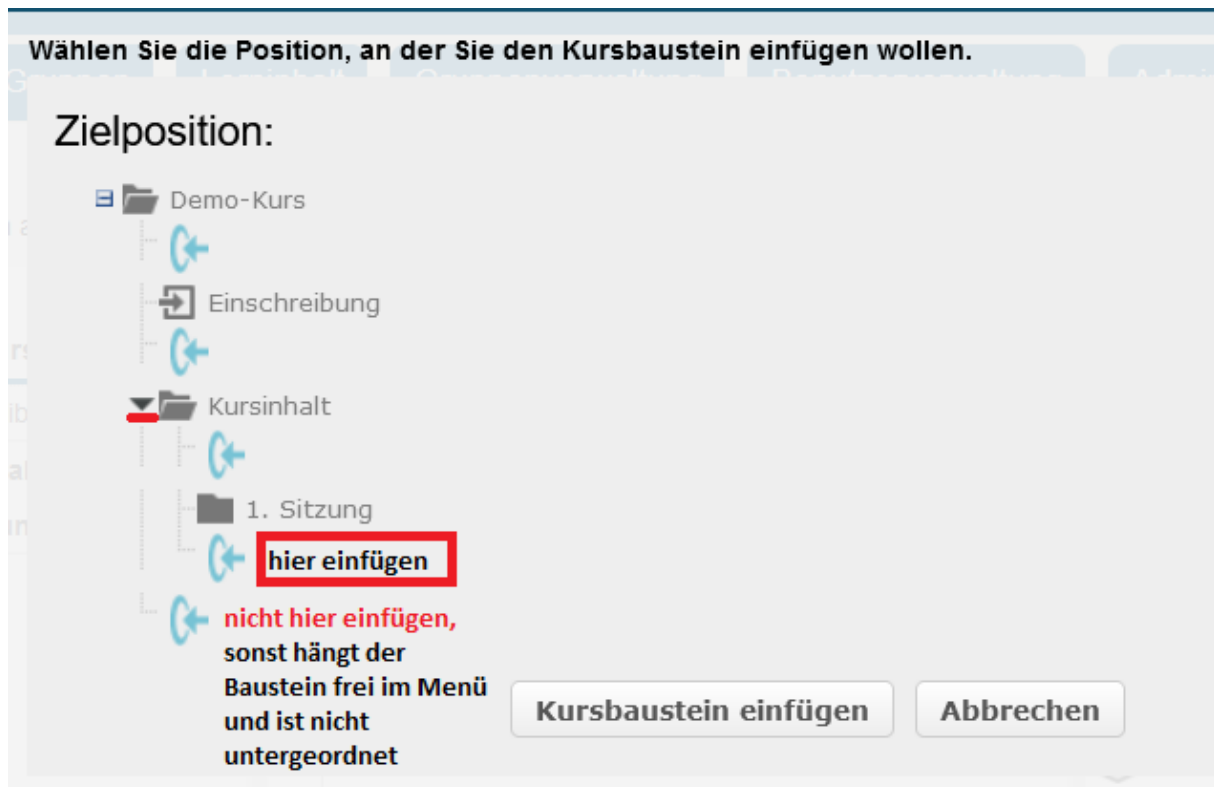 Wählen Sie die Position, an der Sie den Kursbaustein einfügen wollen.
Zielposition:
Demo-Kurs
Einschreibung
Kursinhalt
1. Sitzung
hier einfügen
nicht hier einfügen,
sonst hängt der
Baustein frei im Menü
und ist nicht
untergeordnet
Kursbaustein einfügen
Abbrechen